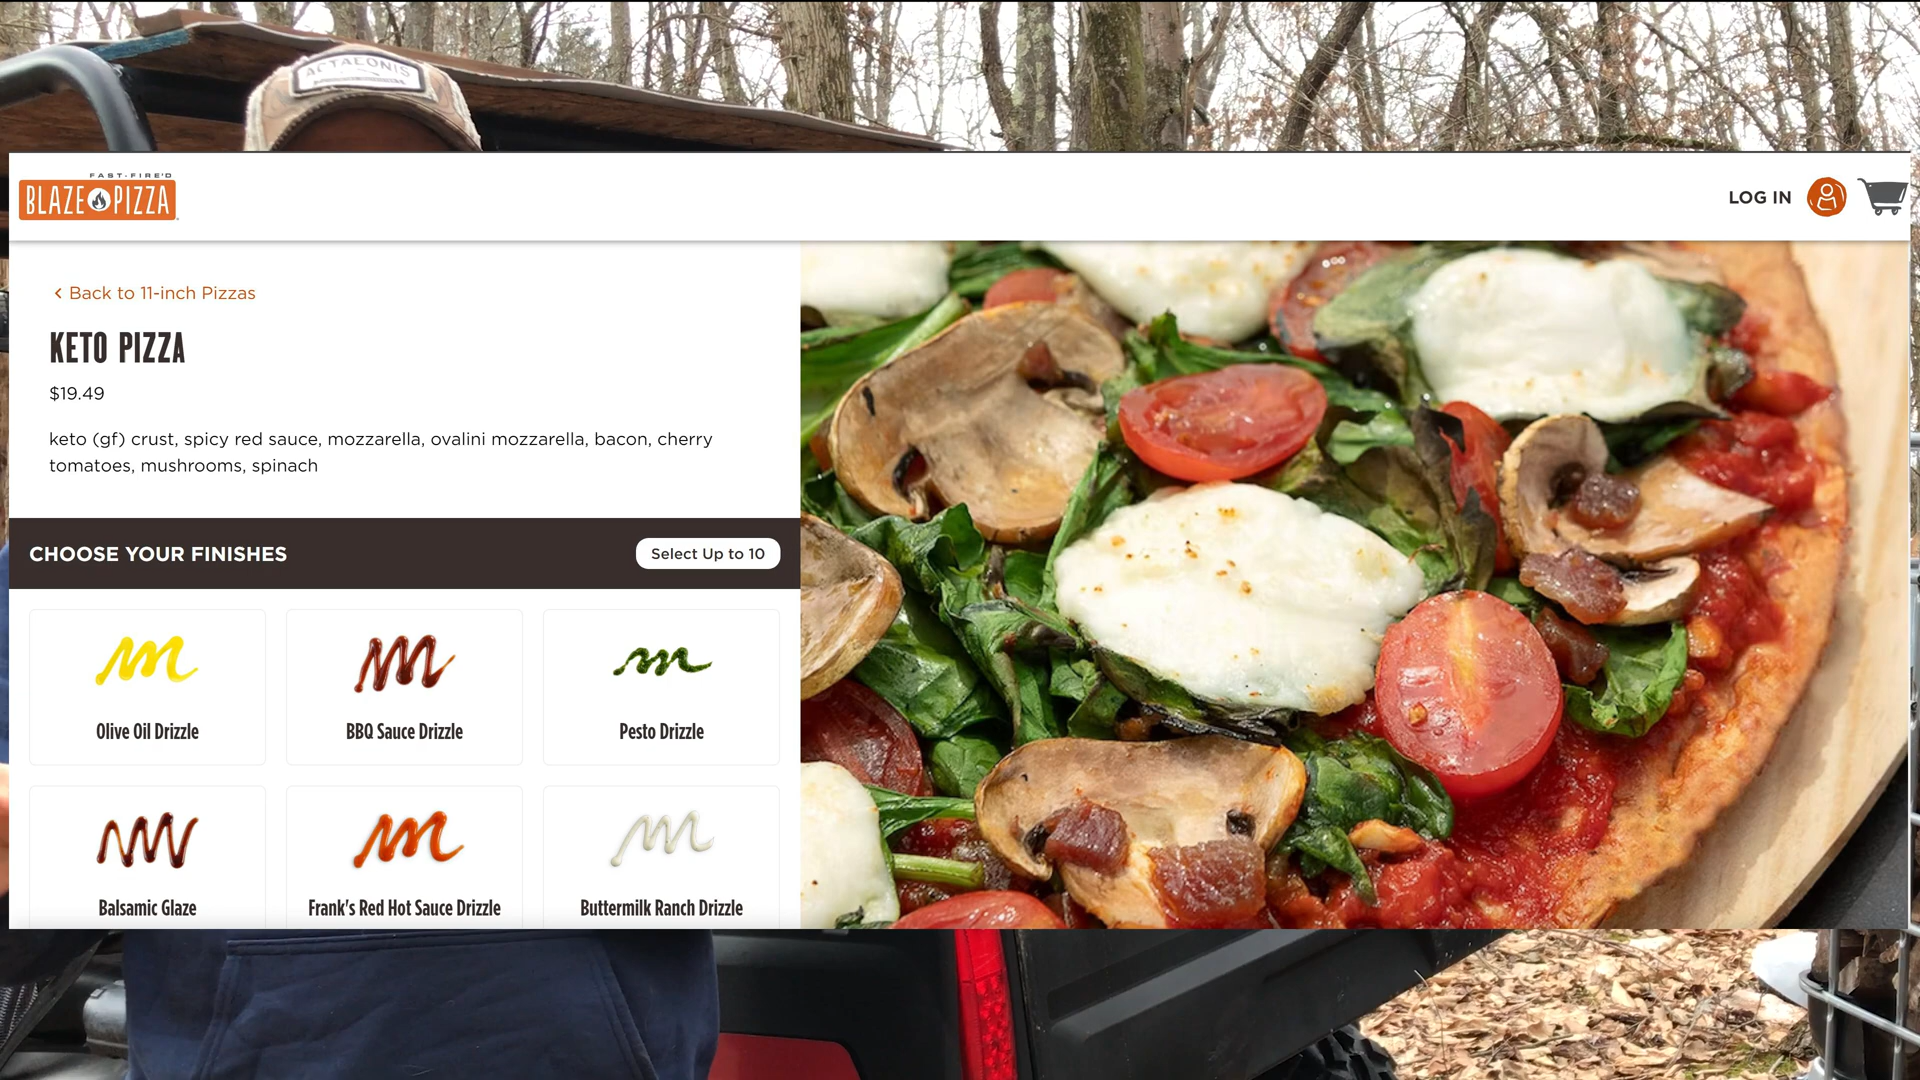 ACTAEONIS
FAST-FIRE'D
BLAZE PIZZA
LOG IN
< Back to 11-inch Pizzas
KETO PIZZA
$19.49
keto (gf) crust, spicy red sauce, mozzarella, ovalini mozzarella, bacon, cherry
tomatoes, mushrooms, spinach
CHOOSE YOUR FINISHES
Select Up to 10
Olive Oil Drizzle
BBQ Sauce Drizzle
Pesto Drizzle
Balsamic Glaze
Frank's Red Hot Sauce Drizzle
Buttermilk Ranch Drizzle